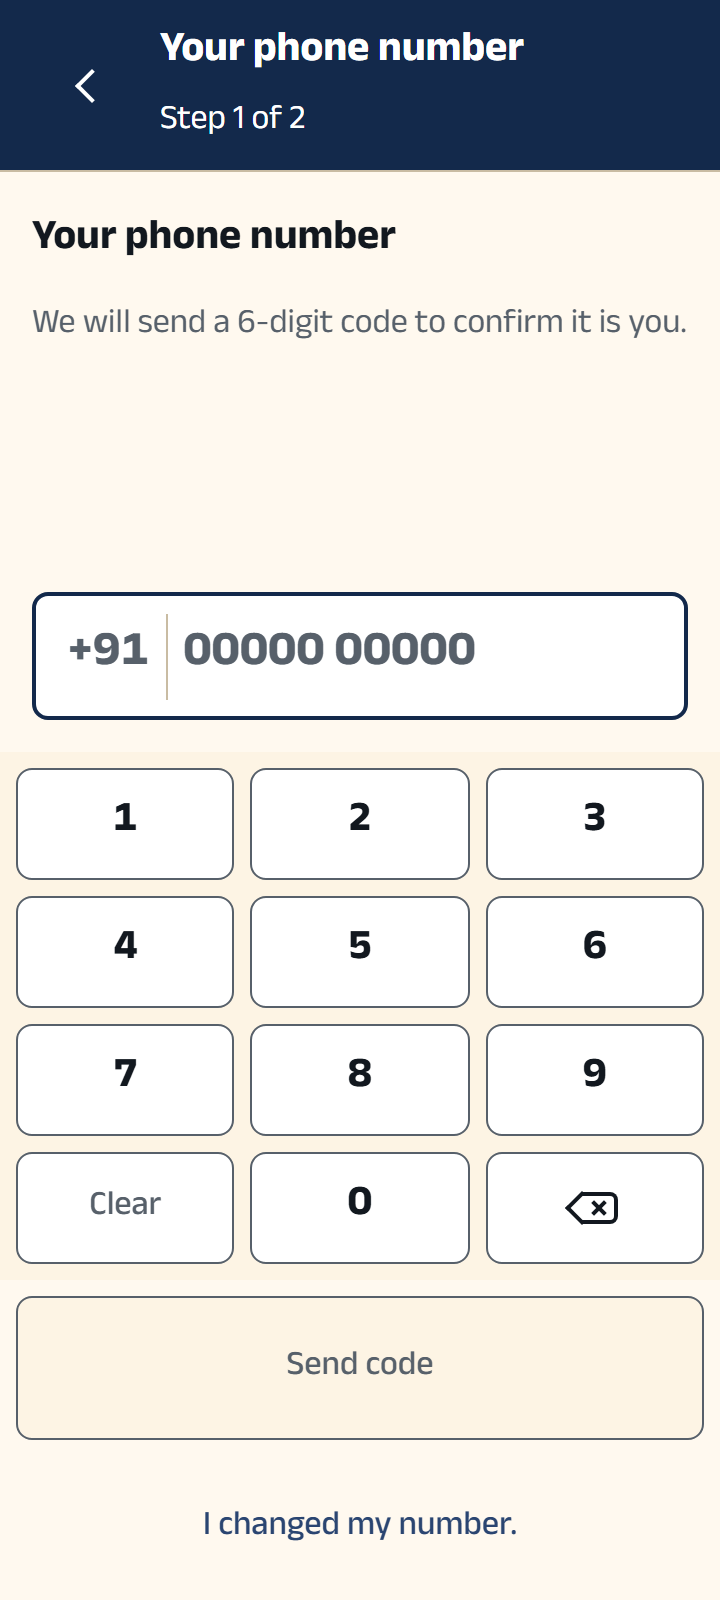 Your phone number
Step 1 of 2
Your phone number
We will send a 6-digit code to confirm it is you.
+91 00000 00000
1 2 3
4 5 6
7 8 9
Clear 0
Send code
I changed my number.